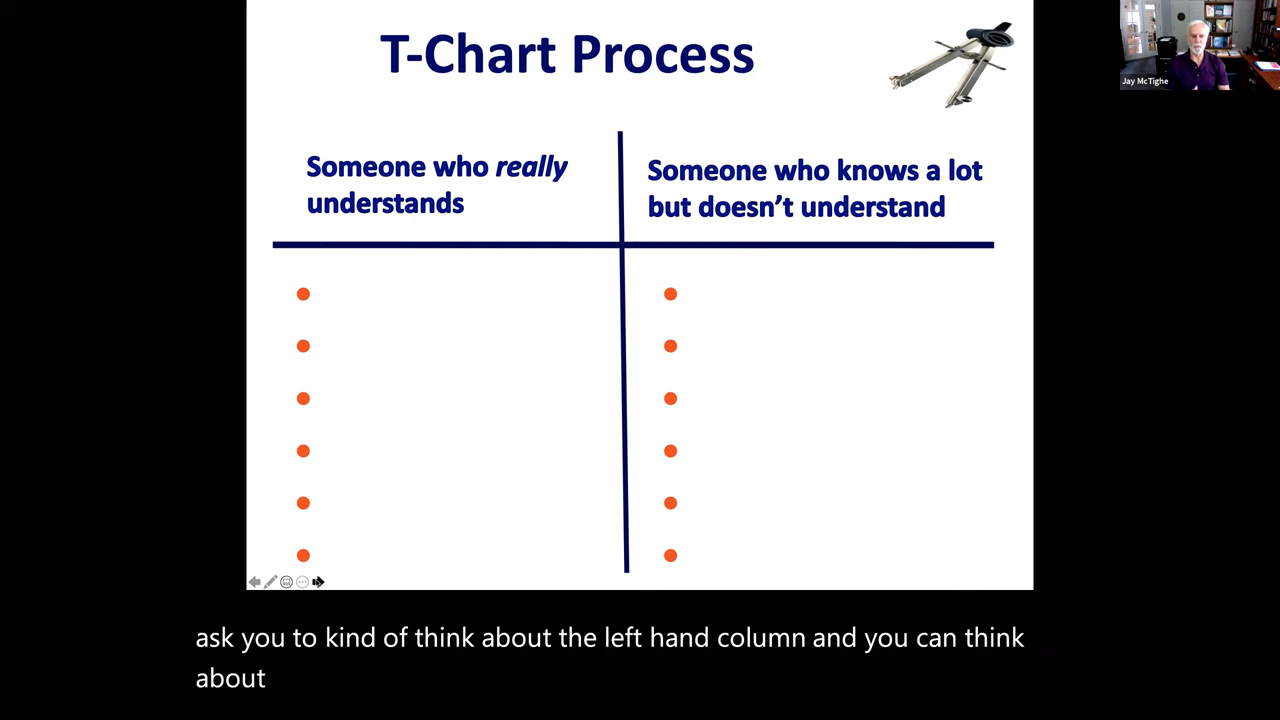 T-Chart Process
Jay McTighe
Someone who really
understands
Someone who knows a lot
but doesn't understand
ask you to kind of think about the left hand column and you can think
about